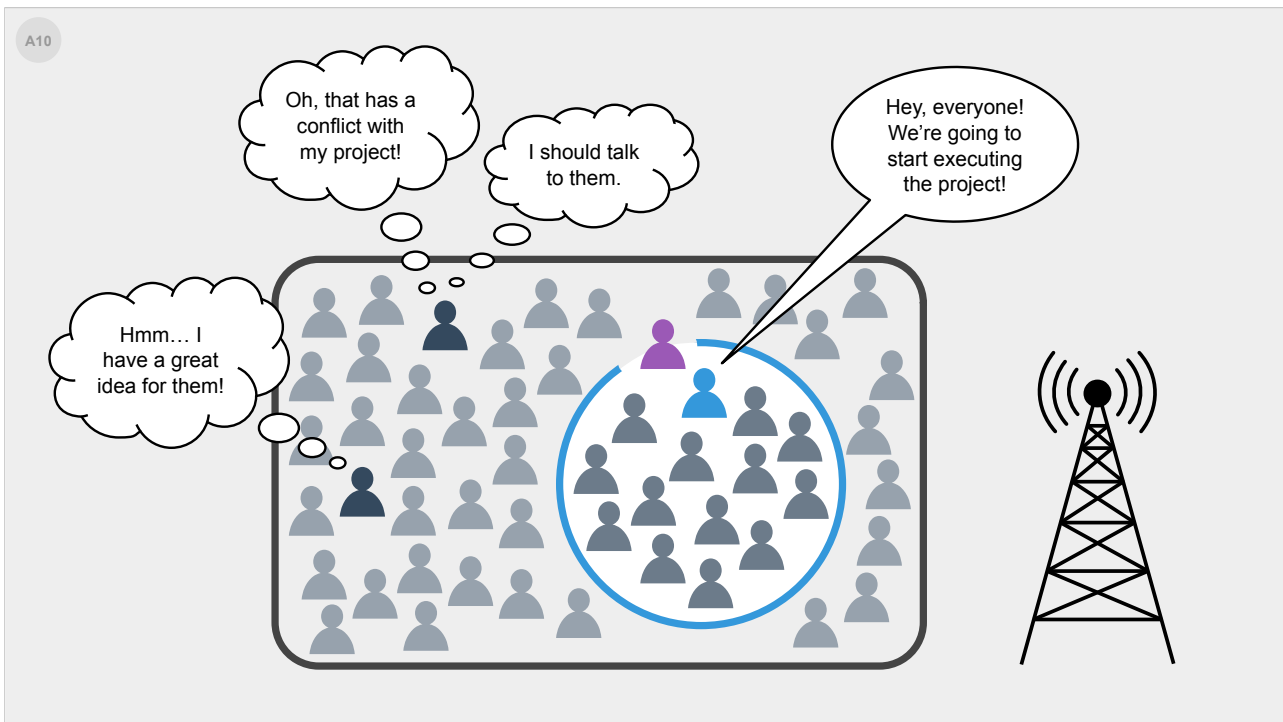 A10
Oh, that has a
conflict with
my project!
I should talk
to them.
Hey, everyone!
We’re going to
start executing
the project!
Hmm… I
have a great
idea for them!